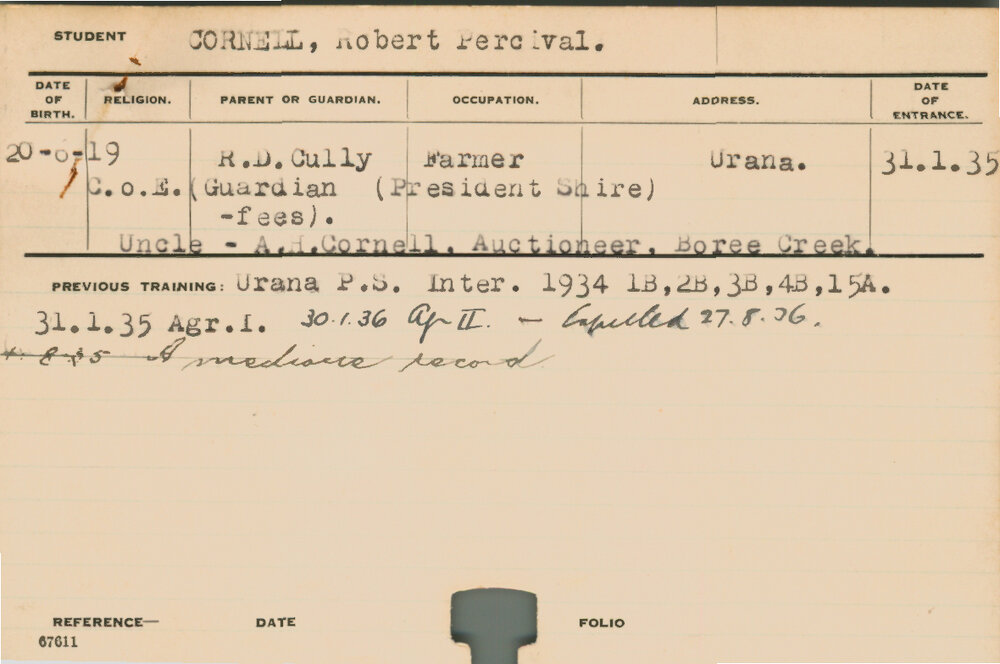 STUDENT CORNELL, Robert Percival.
DATE OF BIRTH. RELIGION. PARENT OR GUARDIAN. OCCUPATION. ADDRESS. DATE OF ENTRANCE.
20-6-19 R.D.Cully Farmer Urana. 31.1.35
C.o.E. (Guardian (President Shire)
-fees).
Uncle - A.H.Cornell, Auctioneer, Boree Creek.
PREVIOUS TRAINING: Urana P.S. Inter. 1934 1B,2B,3B,4B,15A.
31.1.35 Agr.I. 30.1.36 Agr II. - Expelled 27.8.36.
8.35 A mediocre record
REFERENCE— DATE FOLIO
67611